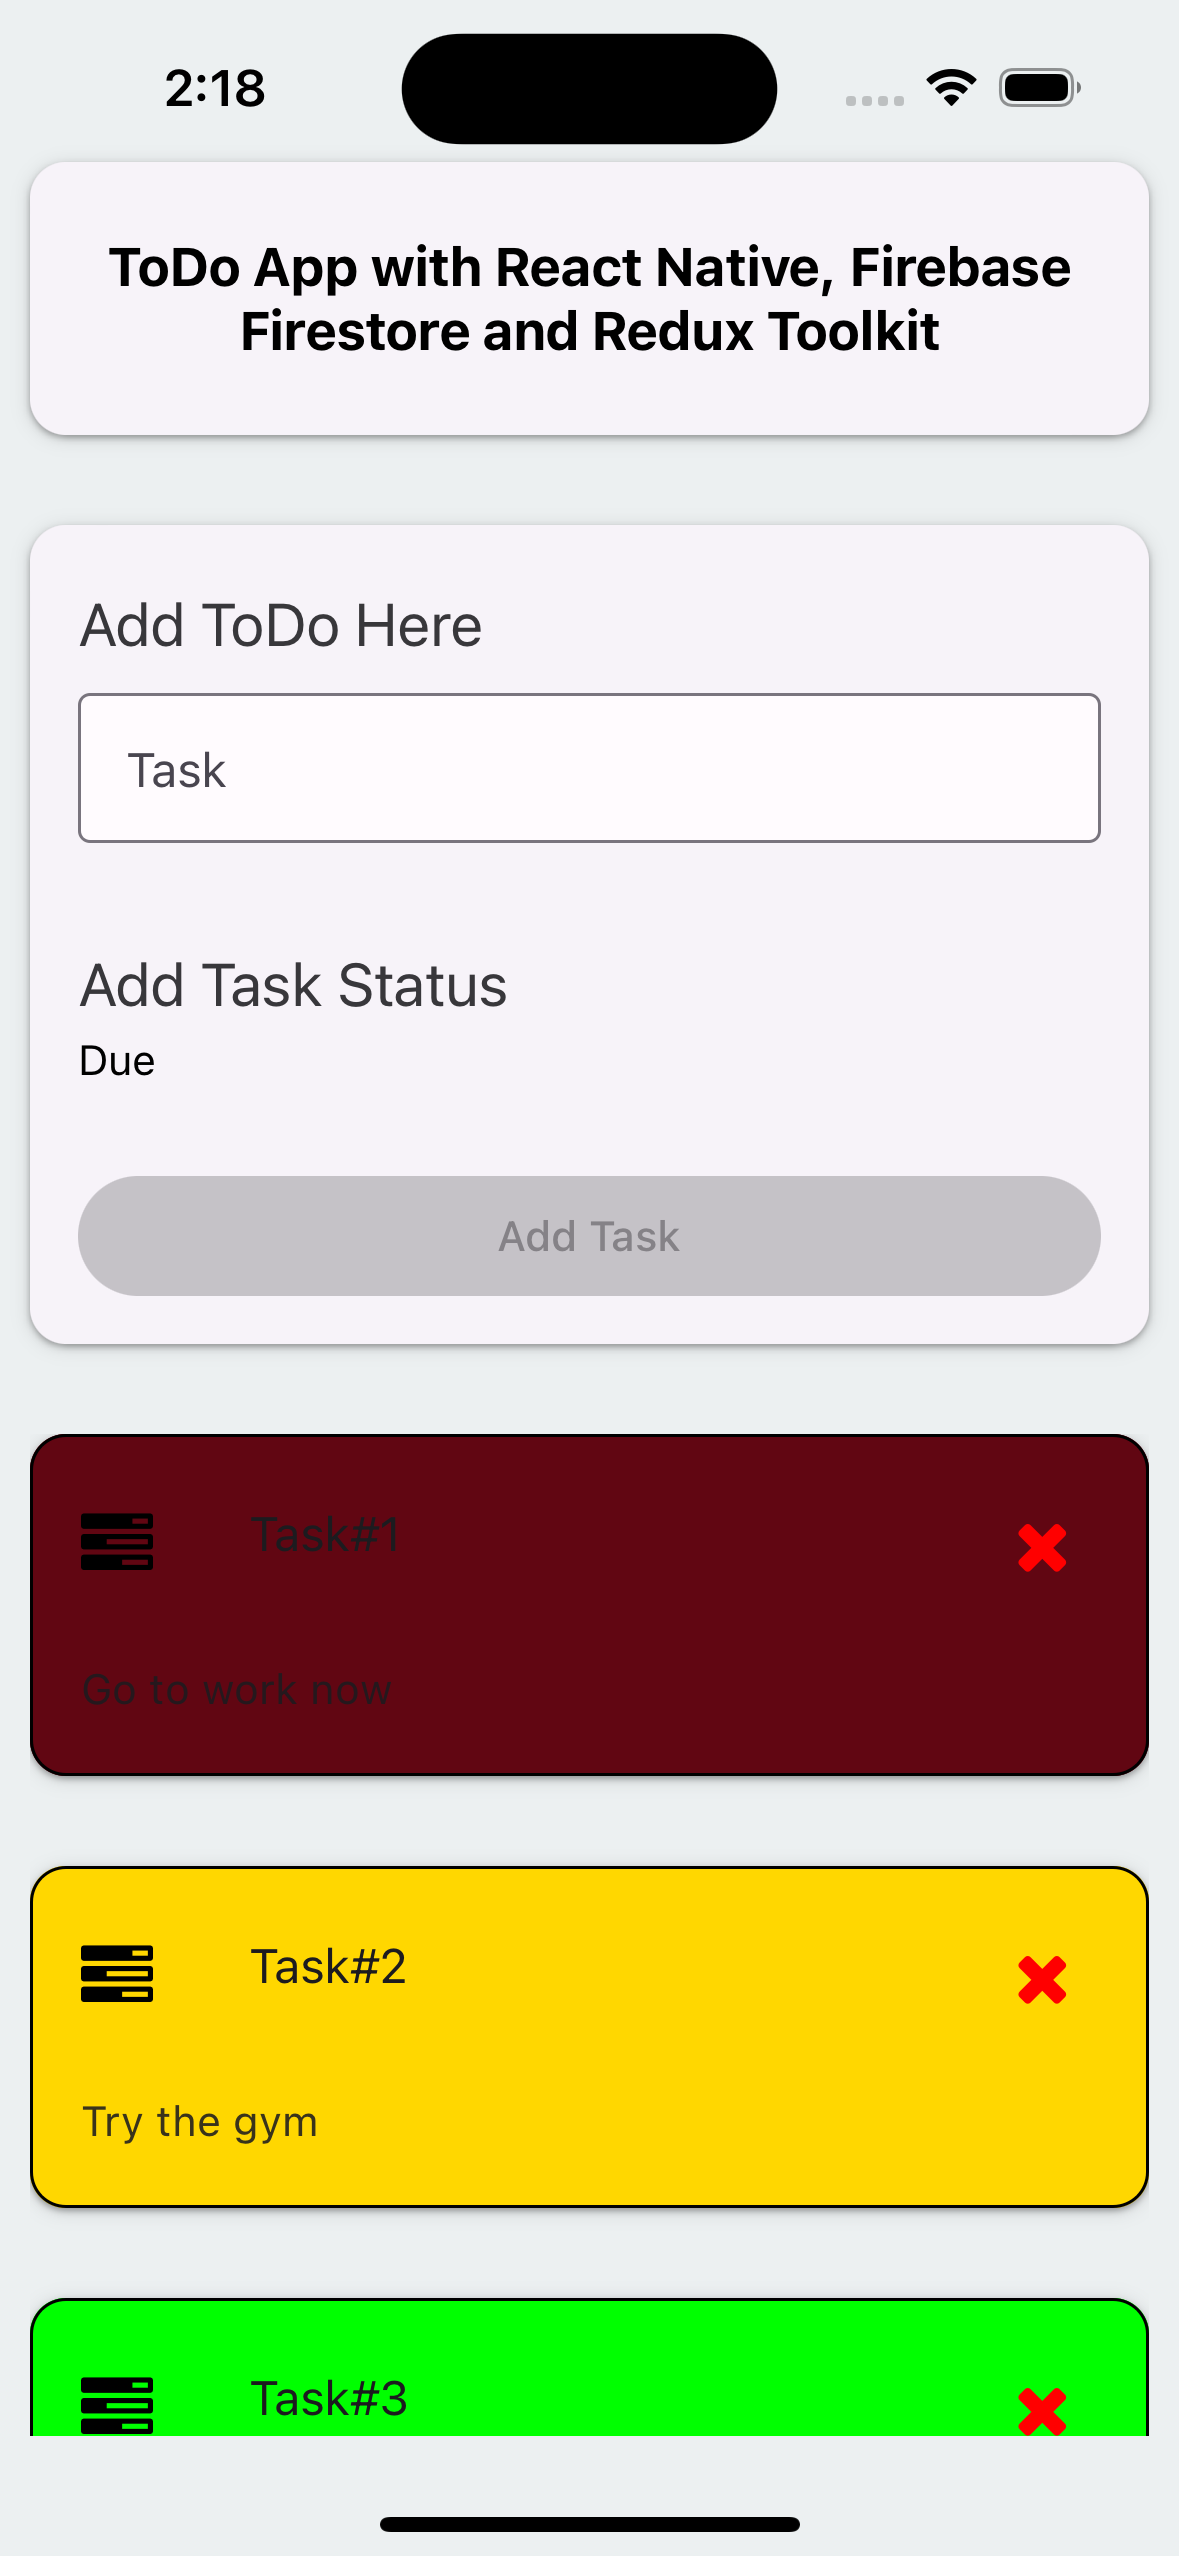 2:18
ToDo App with React Native, Firebase
Firestore and Redux Toolkit
Add ToDo Here
Task
Add Task Status
Due
Add Task
Task#1
Go to work now
Task#2
Try the gym
Task#3